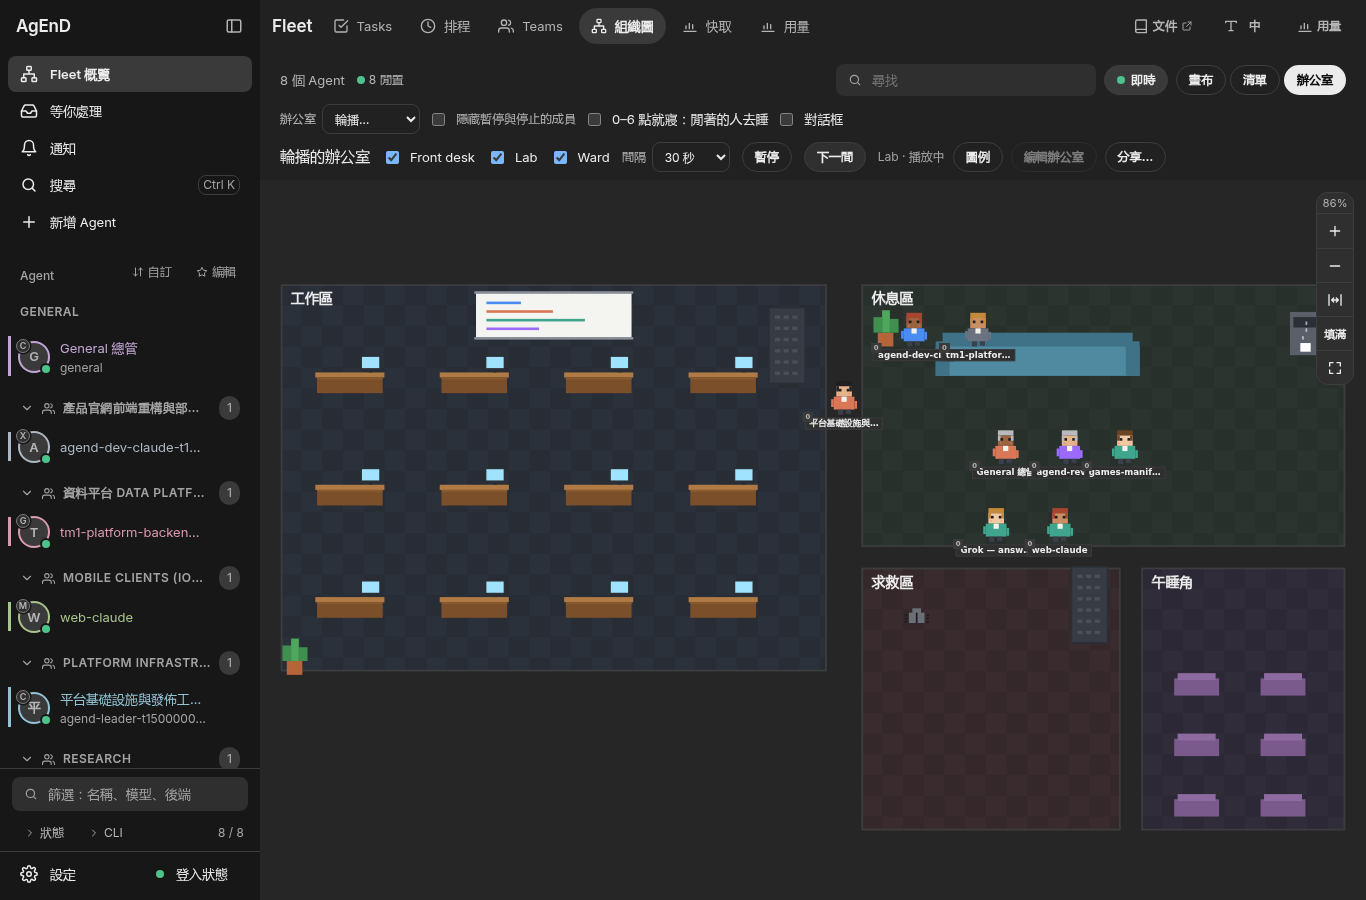 AgEnD
Fleet 概覽
等你處理
通知
搜尋
Ctrl K
新增 Agent
Agent
自訂
編輯
GENERAL
C
G
General 總管
general
產品官網前端重構與部...
1
X
A
agend-dev-claude-t1...
資料平台 DATA PLATF...
1
G
T
tm1-platform-backen...
MOBILE CLIENTS (IO...
1
M
W
web-claude
PLATFORM INFRASTR...
1
C
平
平台基礎設施與發佈工...
agend-leader-t1500000...
RESEARCH
1
篩選：名稱、模型、後端
狀態
CLI
8 / 8
設定
登入狀態
Fleet
Tasks
排程
Teams
組織圖
快取
用量
文件
中
用量
8 個 Agent
8 閒置
尋找
即時
畫布
清單
辦公室
辦公室
輪播...
隱藏暫停與停止的成員
0–6 點就寢：閒著的人去睡
對話框
輪播的辦公室
Front desk
Lab
Ward
間隔
30 秒
暫停
下一間
Lab · 播放中
圖例
編輯辦公室
分享...
86%
填滿
工作區
休息區
agend-dev-cl
tm1-platfor...
平台基礎設施與...
General 總管
agend-rev
games-manif...
Grok — answ.
web-claude
求救區
午睡角